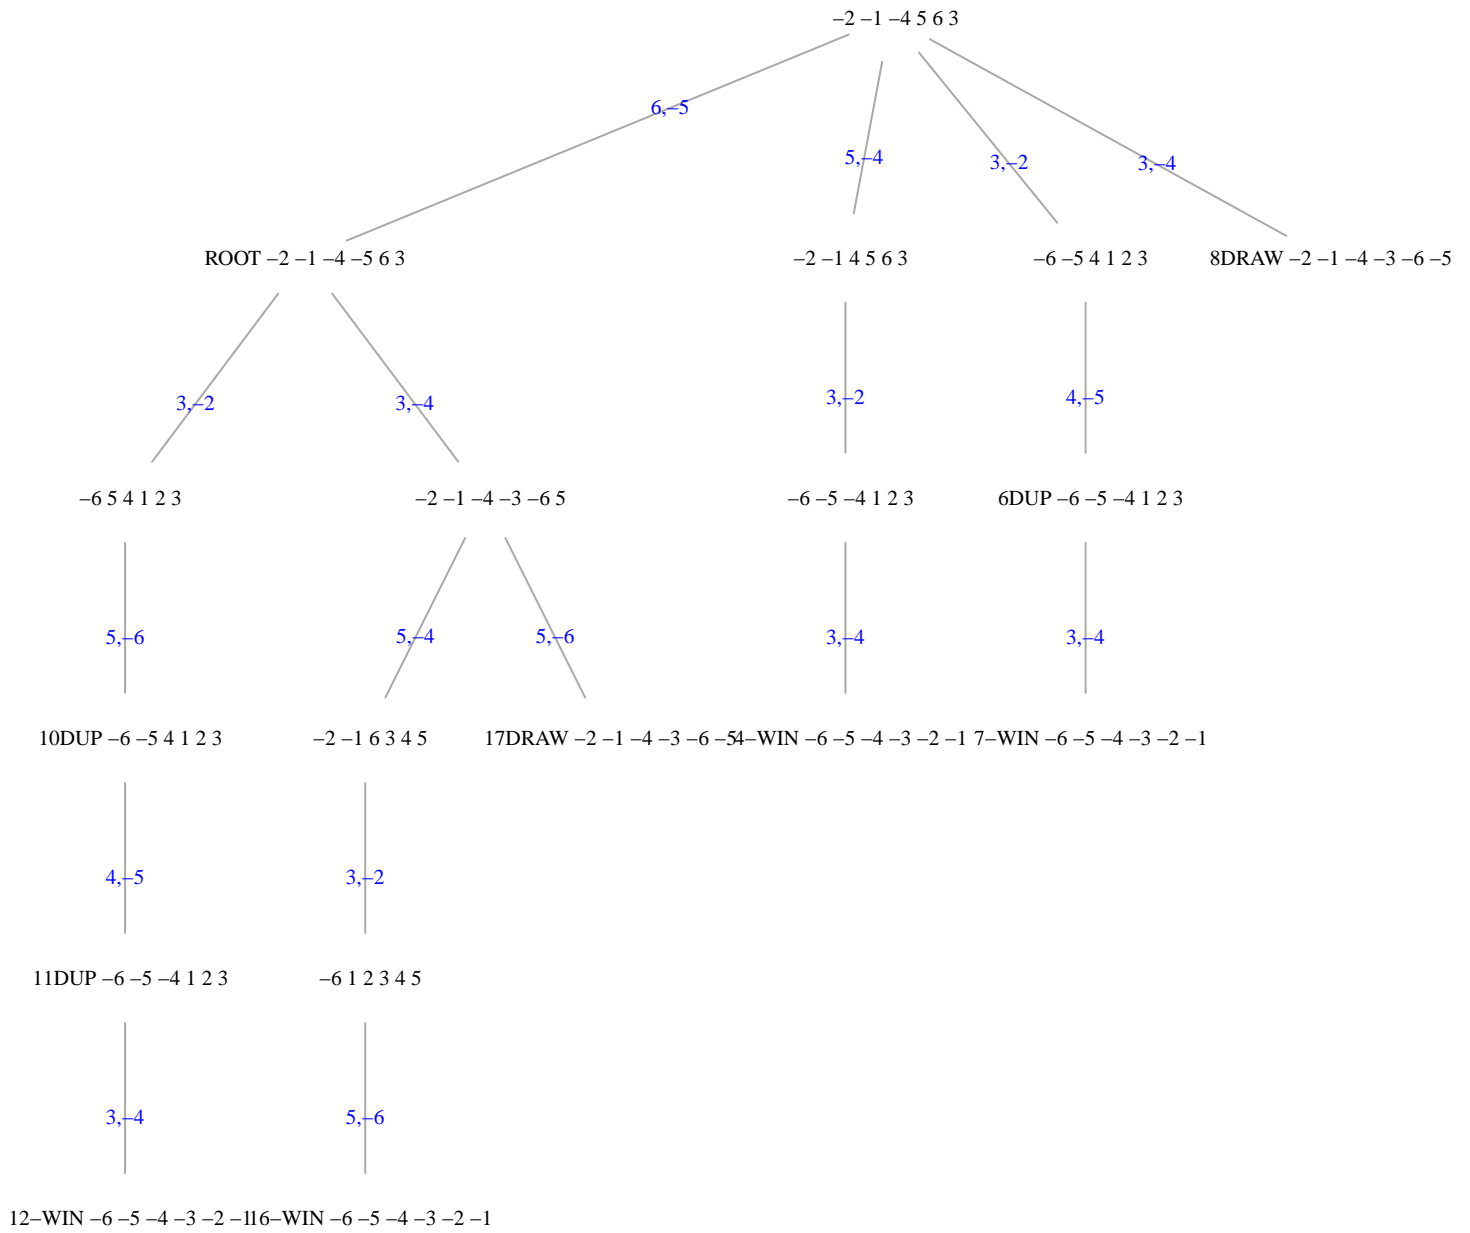 −2 −1 −4 5 6 3
6,−5
5,−4
3,−2
3,−4
ROOT −2 −1 −4 −5 6 3
−2 −1 4 5 6 3
−6 −5 4 1 2 3
8DRAW −2 −1 −4 −3 −6 −5
3,−2
3,−4
3,−2
4,−5
−6 5 4 1 2 3
−2 −1 −4 −3 −6 5
−6 −5 −4 1 2 3
6DUP −6 −5 −4 1 2 3
5,−6
5,−4
5,−6
3,−4
3,−4
10DUP −6 −5 4 1 2 3
−2 −1 6 3 4 5
17DRAW −2 −1 −4 −3 −6 −5
4−WIN −6 −5 −4 −3 −2 −1
7−WIN −6 −5 −4 −3 −2 −1
4,−5
3,−2
11DUP −6 −5 −4 1 2 3
−6 1 2 3 4 5
3,−4
5,−6
12−WIN −6 −5 −4 −3 −2 −1
16−WIN −6 −5 −4 −3 −2 −1